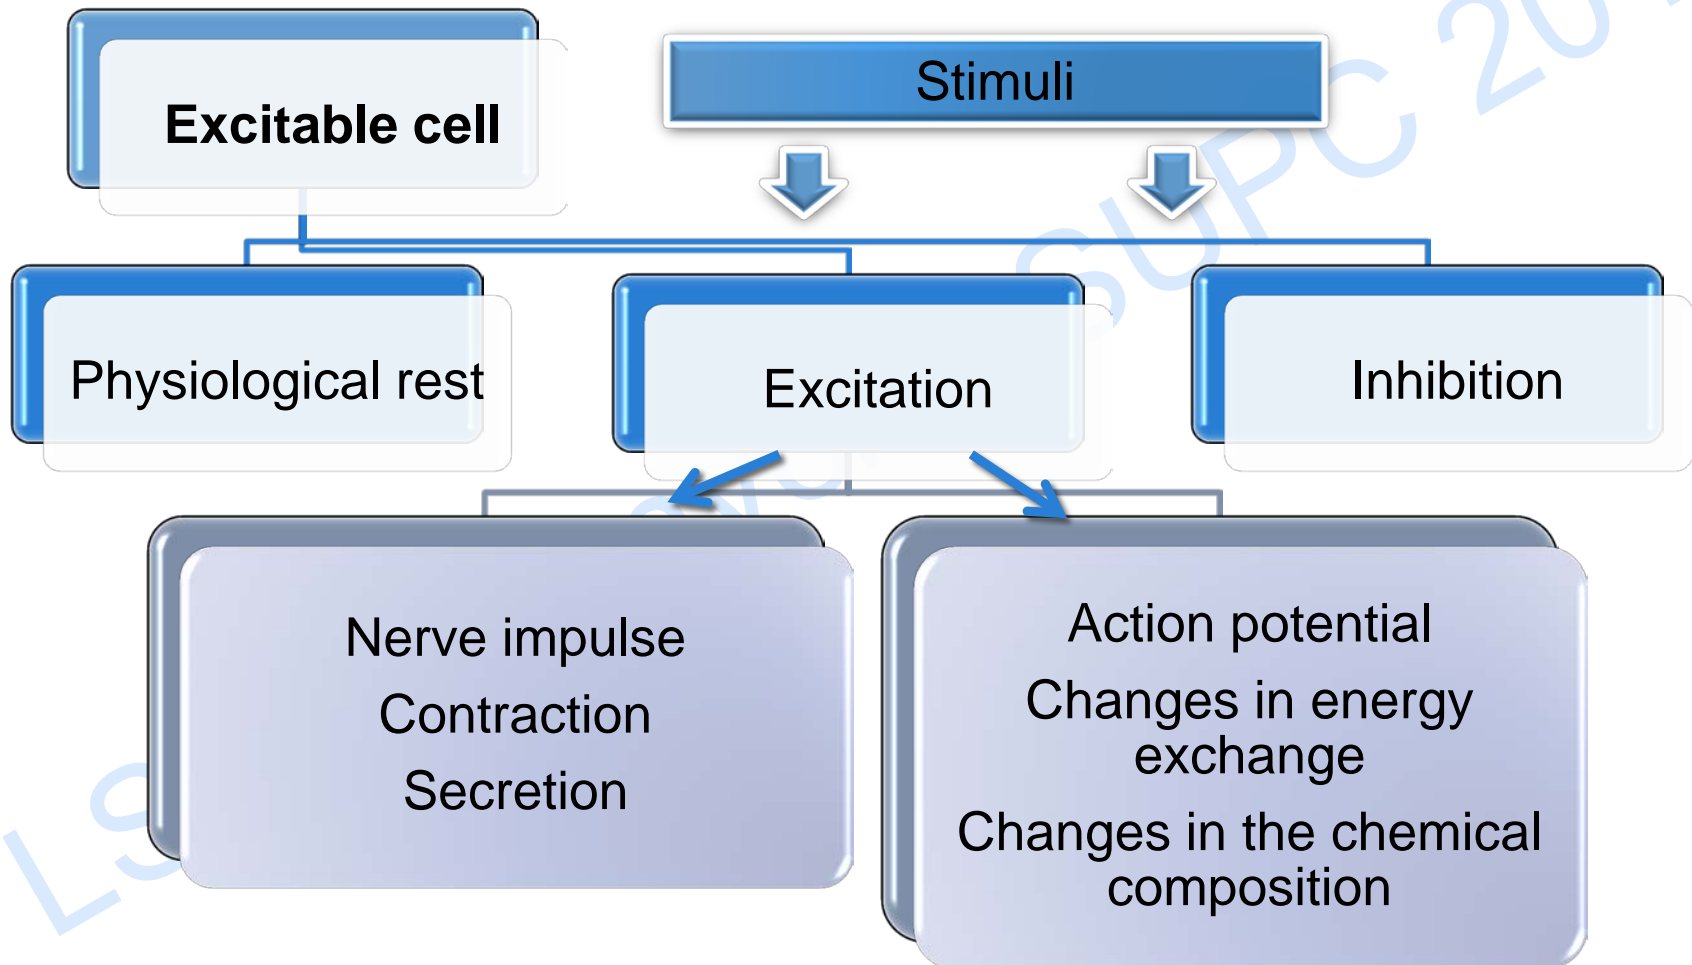 Excitable cell
Stimuli
Physiological rest
Excitation
Inhibition
Nerve impulse
Contraction
Secretion
Action potential
Changes in energy
exchange
Changes in the chemical
composition